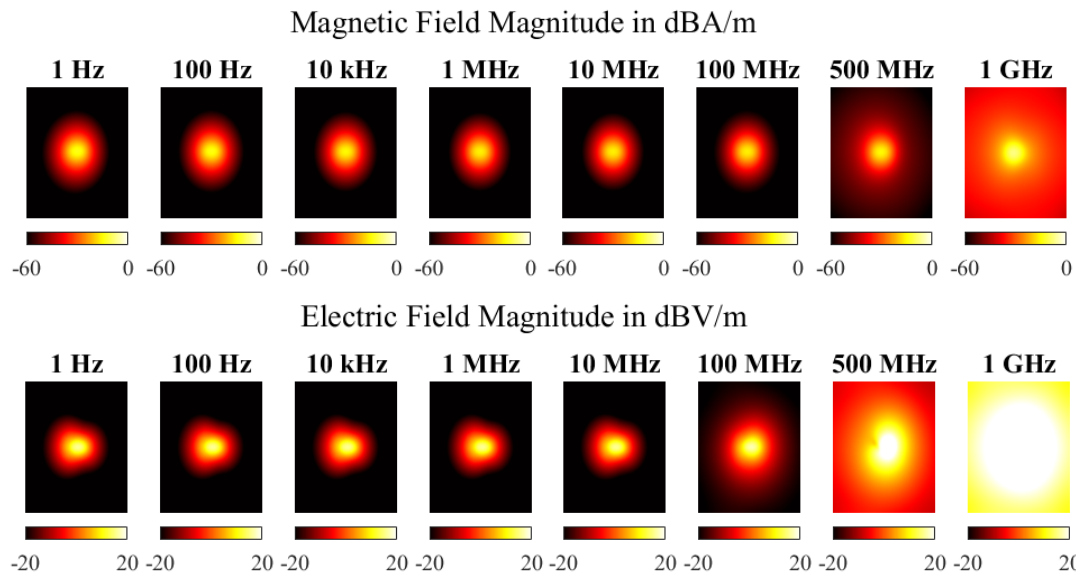 Magnetic Field Magnitude in dBA/m
1 Hz 100 Hz 10 kHz 1 MHz 10 MHz 100 MHz 500 MHz 1 GHz
-60 0 -60 0 -60 0 -60 0 -60 0 -60 0 -60 0 -60 0
Electric Field Magnitude in dBV/m
1 Hz 100 Hz 10 kHz 1 MHz 10 MHz 100 MHz 500 MHz 1 GHz
-20 20 -20 20 -20 20 -20 20 -20 20 -20 20 -20 20 -20 20